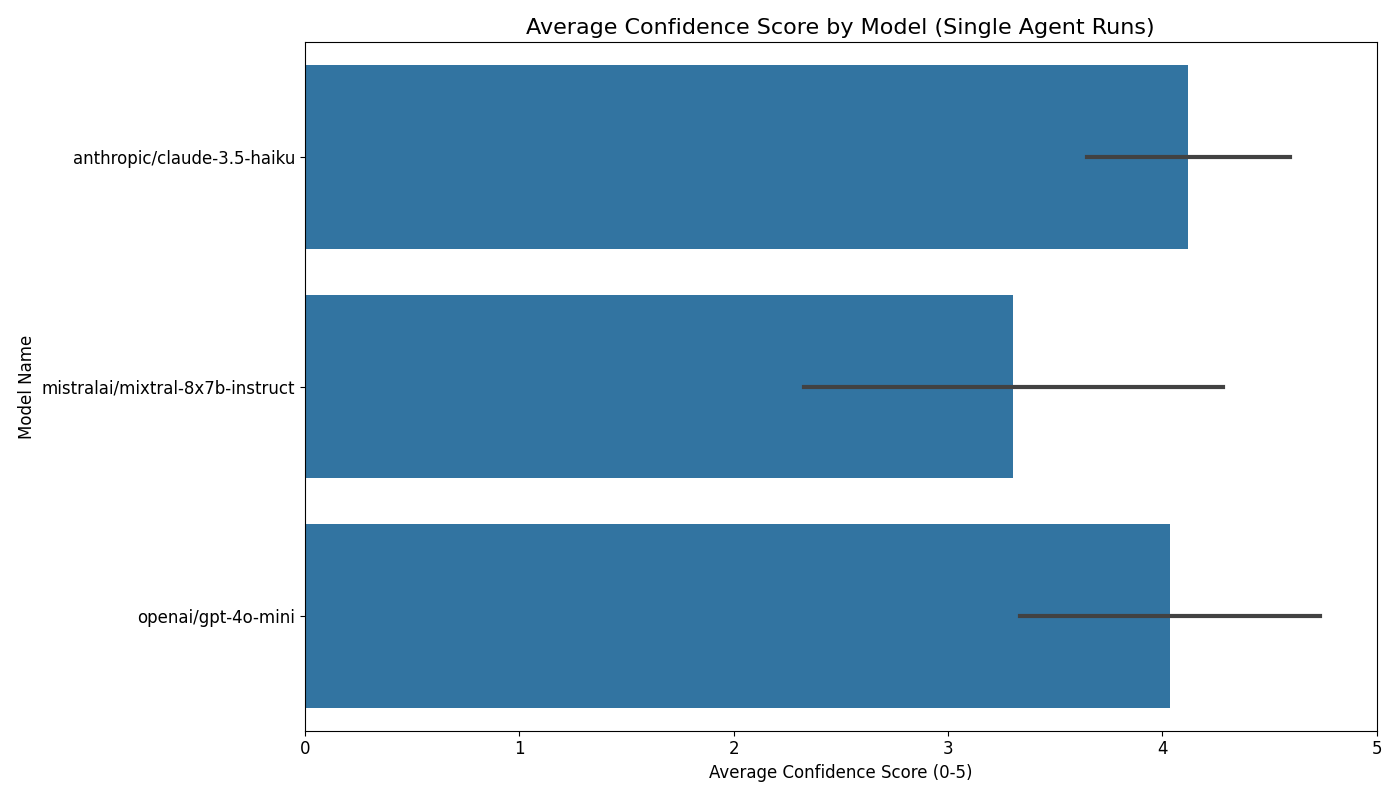 Average Confidence Score by Model (Single Agent Runs)
Model Name
anthropic/claude-3.5-haiku
mistralai/mixtral-8x7b-instruct
openai/gpt-4o-mini
0 1 2 3 4 5
Average Confidence Score (0-5)